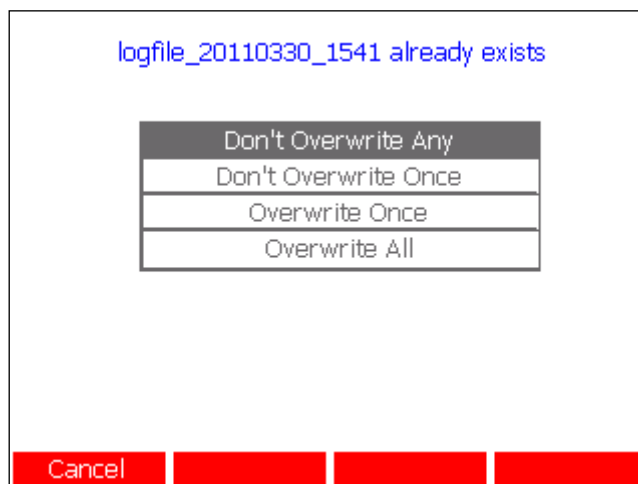 logfile_20110330_1541 already exists
Don't Overwrite Any
Don't Overwrite Once
Overwrite Once
Overwrite All
Cancel